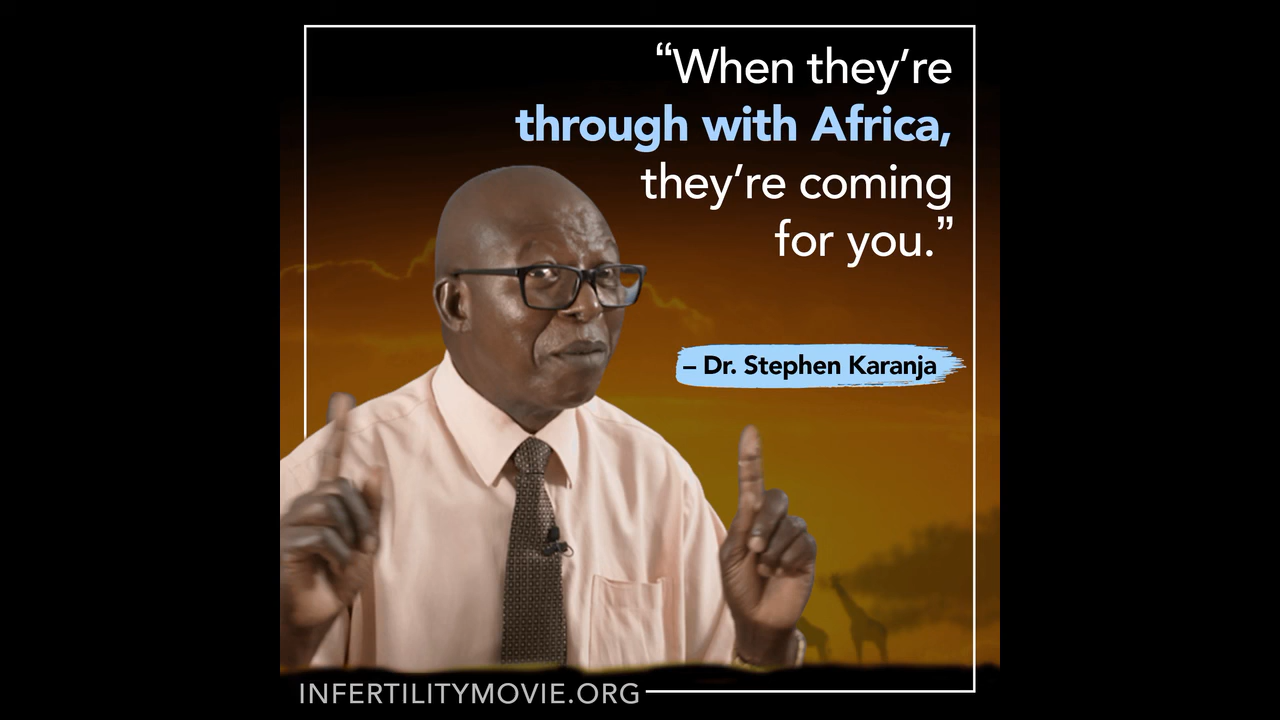 “When they’re
through with Africa,
they’re coming
for you.”
– Dr. Stephen Karanja
INFERTILITYMOVIE.ORG